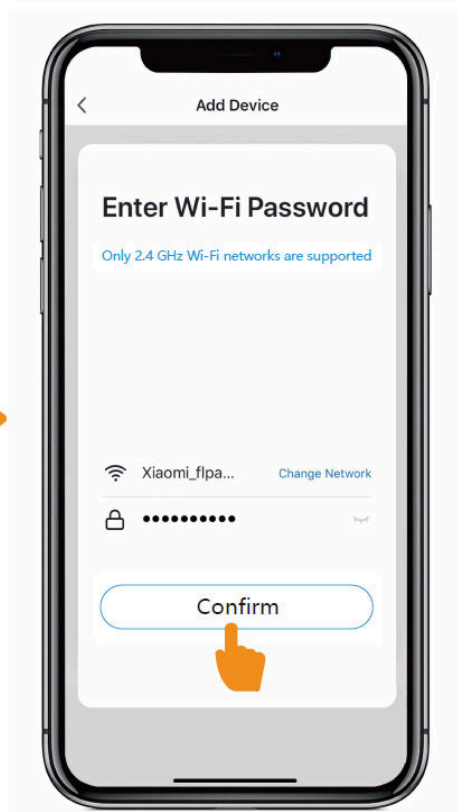 Add Device
Enter Wi-Fi Password
Only 2.4 GHz Wi-Fi networks are supported
Xiaomi_flpa... Change Network
••••••••••
Confirm